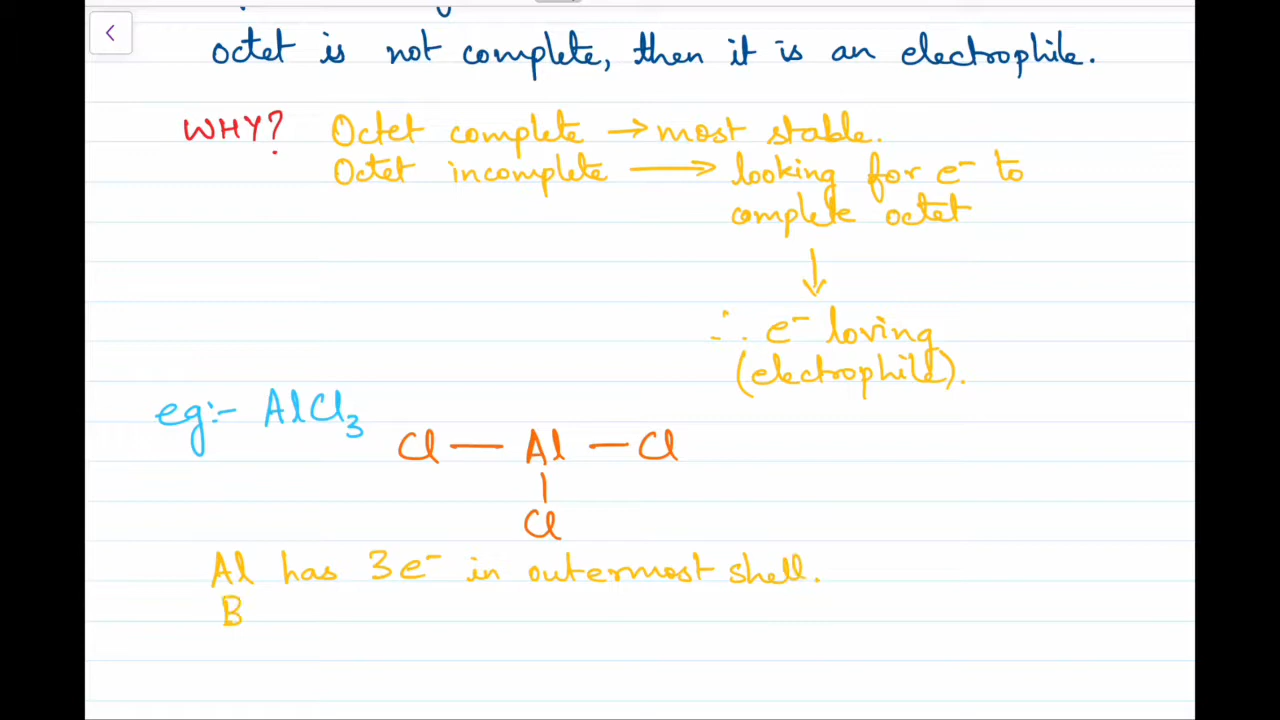 octet is not complete, then it is an electrophile.
WHY? Octet complete → most stable.
Octet incomplete → looking for e⁻ to
complete octet
↓
∴ e⁻ loving
(electrophile).
eg:- AlCl₃
Cl — Al — Cl
|
Cl
Al has 3e⁻ in outermost shell.
B